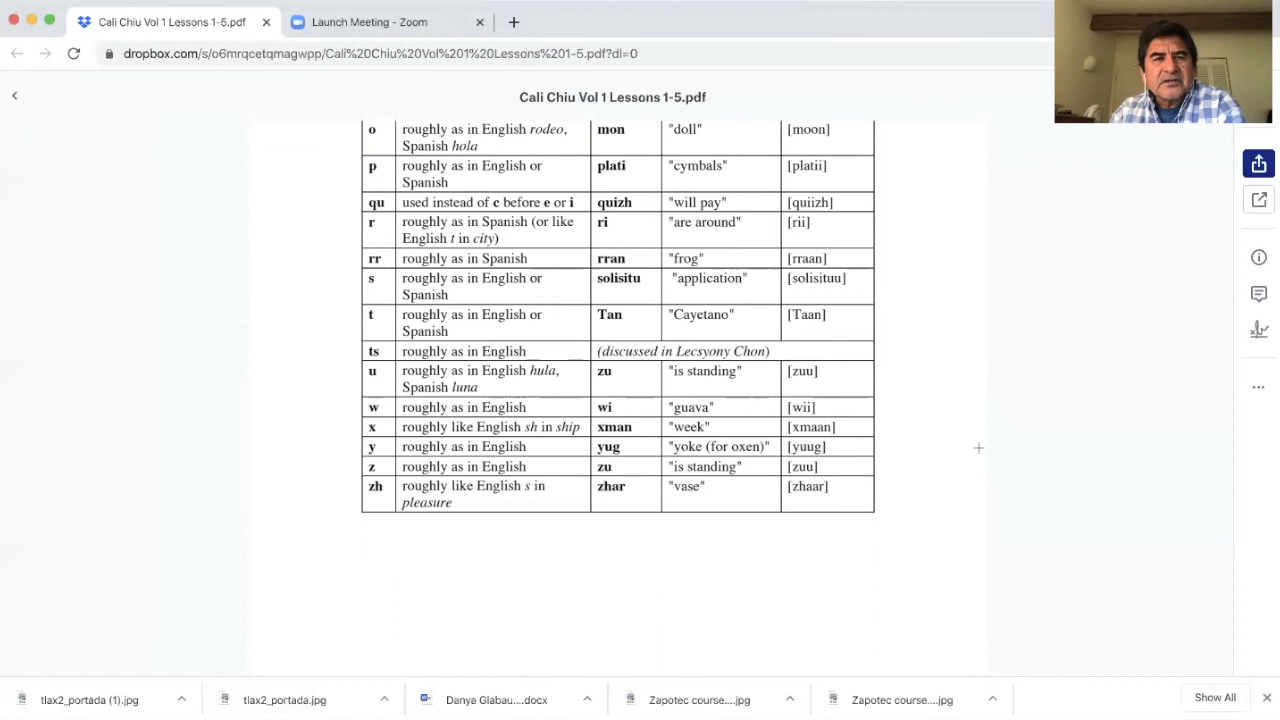 Cali Chiu Vol 1 Lessons 1-5.pdf
Launch Meeting - Zoom
dropbox.com/s/o6mrqcetqmagwpp/Cali%20Chiu%20Vol%201%20Lessons%201-5.pdf?dl=0
Cali Chiu Vol 1 Lessons 1-5.pdf
o roughly as in English rodeo, mon "doll" [moon]
Spanish hola
p roughly as in English or plati "cymbals" [platii]
Spanish
qu used instead of c before e or i quizh "will pay" [quiizh]
r roughly as in Spanish (or like ri "are around" [rii]
English t in city)
rr roughly as in Spanish rran "frog" [rraan]
s roughly as in English or solisitu "application" [solisituu]
Spanish
t roughly as in English or Tan "Cayetano" [Taan]
Spanish
ts roughly as in English (discussed in Lecsyony Chon)
u roughly as in English hula, zu "is standing" [zuu]
Spanish luna
w roughly as in English wi "guava" [wii]
x roughly like English sh in ship xman "week" [xmaan]
y roughly as in English yug "yoke (for oxen)" [yuug]
z roughly as in English zu "is standing" [zuu]
zh roughly like English s in zhar "vase" [zhaar]
pleasure
tlax2_portada (1).jpg tlax2_portada.jpg Danya Glabau....docx Zapotec course....jpg Zapotec course....jpg Show All